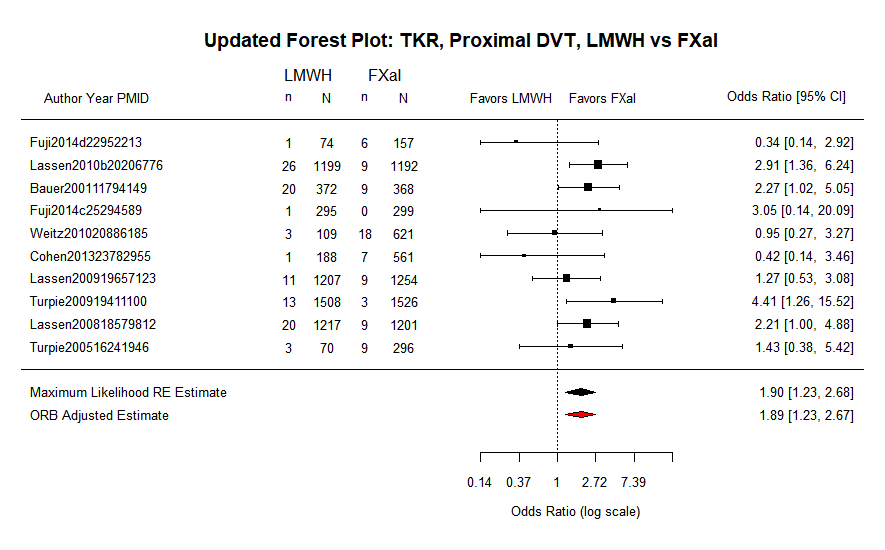 Updated Forest Plot: TKR, Proximal DVT, LMWH vs FXaI
LMWH FXaI
Author Year PMID n N n N Favors LMWH Favors FXaI Odds Ratio [95% CI]
Fuji2014d22952213 1 74 6 157 0.34 [0.14, 2.92]
Lassen2010b20206776 26 1199 9 1192 2.91 [1.36, 6.24]
Bauer200111794149 20 372 9 368 2.27 [1.02, 5.05]
Fuji2014c25294589 1 295 0 299 3.05 [0.14, 20.09]
Weitz201020886185 3 109 18 621 0.95 [0.27, 3.27]
Cohen201323782955 1 188 7 561 0.42 [0.14, 3.46]
Lassen200919657123 11 1207 9 1254 1.27 [0.53, 3.08]
Turpie200919411100 13 1508 3 1526 4.41 [1.26, 15.52]
Lassen200818579812 20 1217 9 1201 2.21 [1.00, 4.88]
Turpie200516241946 3 70 9 296 1.43 [0.38, 5.42]
Maximum Likelihood RE Estimate 1.90 [1.23, 2.68]
ORB Adjusted Estimate 1.89 [1.23, 2.67]
0.14 0.37 1 2.72 7.39
Odds Ratio (log scale)